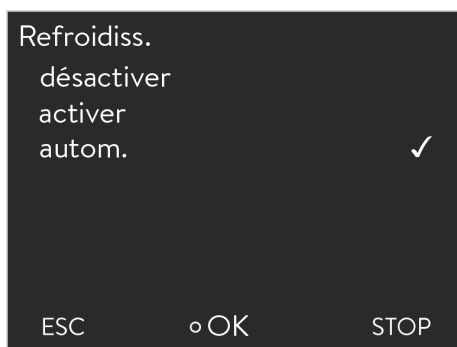 Refroidiss.
désactiver
activer
autom. ✓
ESC OK STOP